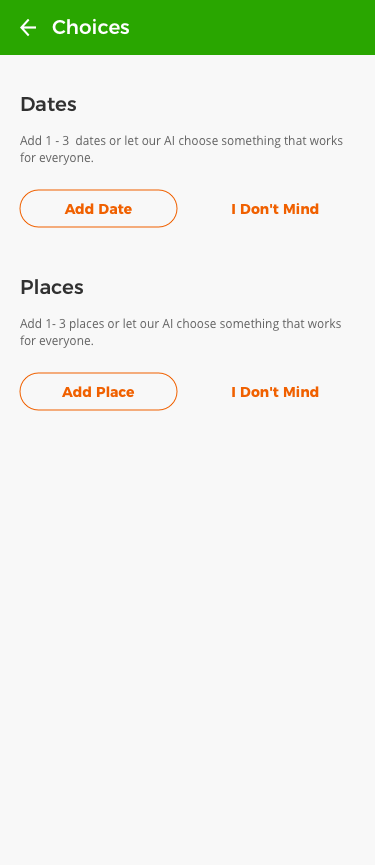 Choices
Dates
Add 1 - 3  dates or let our AI choose something that works
for everyone.
Add Date
I Don't Mind
Places
Add 1- 3 places or let our AI choose something that works
for everyone.
Add Place
I Don't Mind